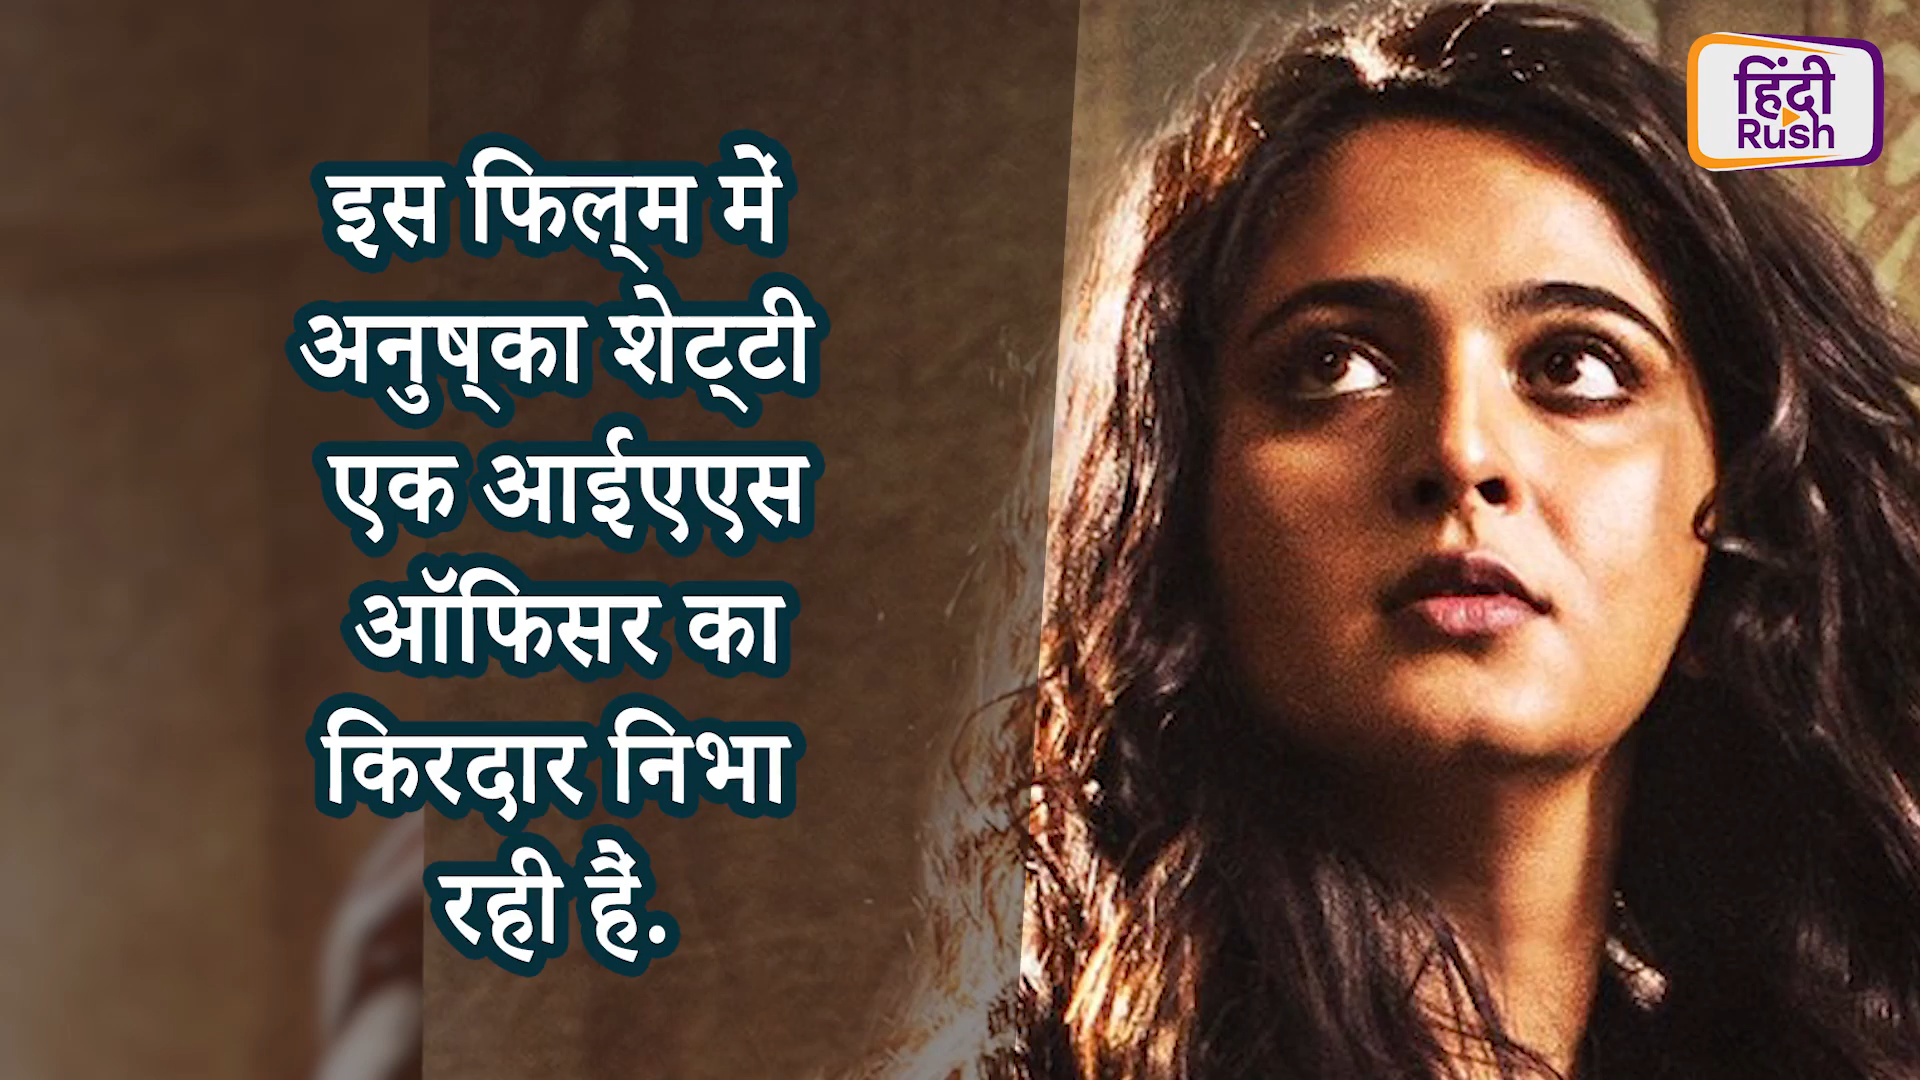 हिंदी
Rush
इस फिल्म में
अनुष्का शेट्टी
एक आईएएस
ऑफिसर का
किरदार निभा
रही हैं.